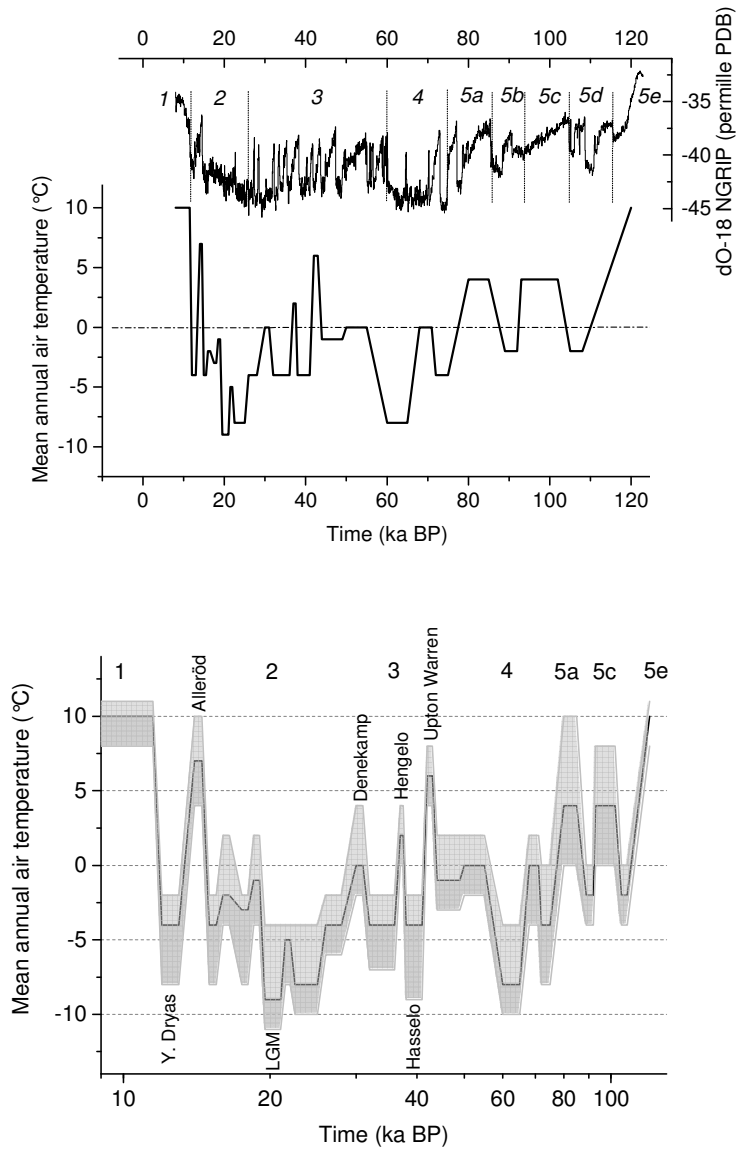 0 20 40 60 80 100 120
1 2 3 4 5a 5b 5c 5d 5e
-35
-40
-45
dO-18 NGRIP (permille PDB)
10
5
0
-5
-10
Mean annual air temperature (°C)
0 20 40 60 80 100 120
Time (ka BP)
1 2 3 4 5a 5c 5e
Alleröd
Upton Warren
Denekamp
Hengelo
10
5
0
-5
-10
Mean annual air temperature (°C)
Y. Dryas
LGM
Hasselo
10 20 40 60 80 100
Time (ka BP)